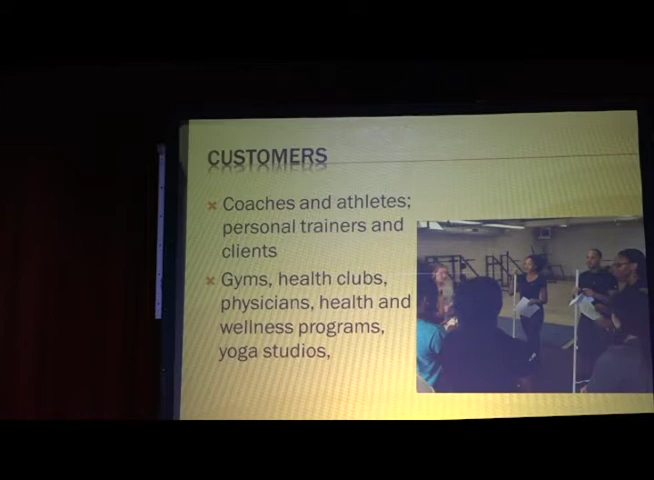 CUSTOMERS
Coaches and athletes;
personal trainers and
clients
Gyms, health clubs,
physicians, health and
wellness programs,
yoga studios,